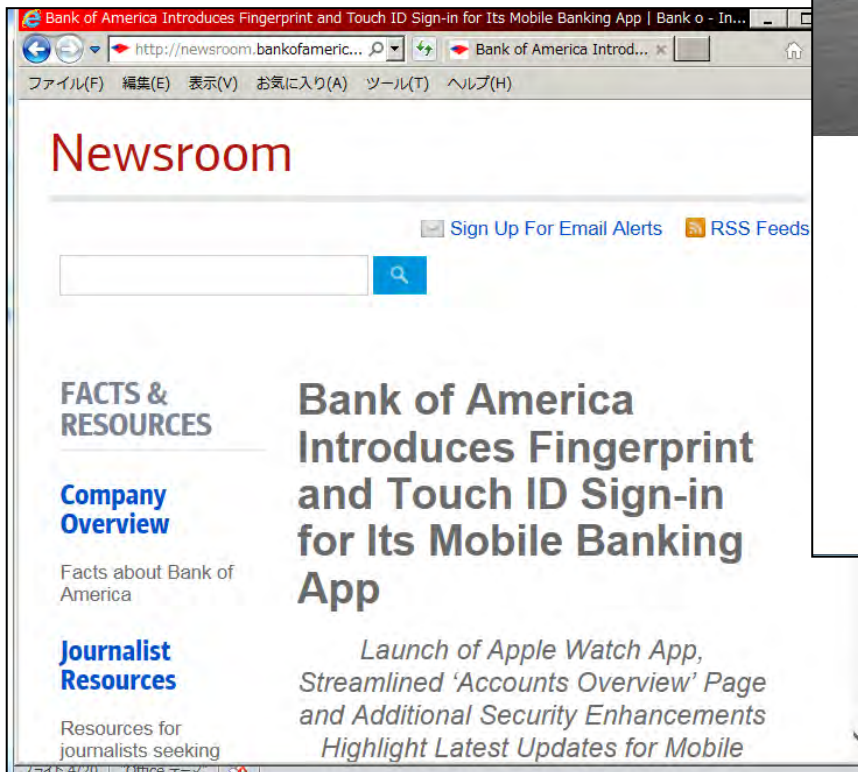 Bank of America Introduces Fingerprint and Touch ID Sign-in for Its Mobile Banking App | Bank o - In...
http://newsroom.bankofameric...
Bank of America Introd...
ファイル(F) 編集(E) 表示(V) お気に入り(A) ツール(T) ヘルプ(H)
Newsroom
Sign Up For Email Alerts RSS Feeds
FACTS &
RESOURCES
Company
Overview
Facts about Bank of
America
Journalist
Resources
Resources for
journalists seeking
Bank of America
Introduces Fingerprint
and Touch ID Sign-in
for Its Mobile Banking
App
Launch of Apple Watch App,
Streamlined ‘Accounts Overview’ Page
and Additional Security Enhancements
Highlight Latest Updates for Mobile